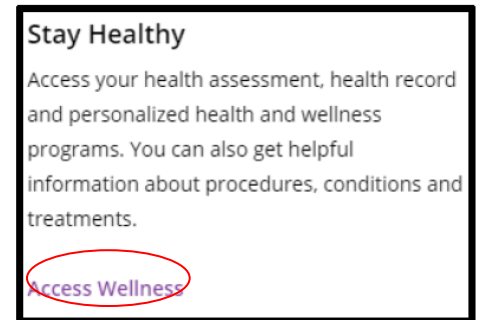 Stay Healthy
Access your health assessment, health record
and personalized health and wellness
programs. You can also get helpful
information about procedures, conditions and
treatments.
Access Wellness